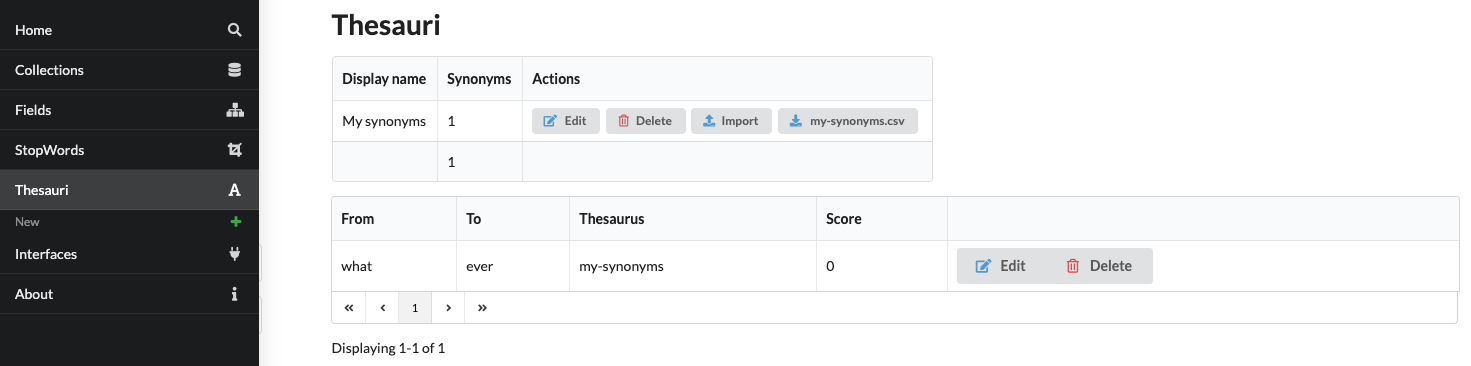 Home
Collections
Fields
StopWords
Thesauri
New
Interfaces
About
Thesauri
Display name Synonyms Actions
My synonyms 1 Edit Delete Import my-synonyms.csv
1
From To Thesaurus Score
what ever my-synonyms 0 Edit Delete
« ‹ 1 › »
Displaying 1-1 of 1